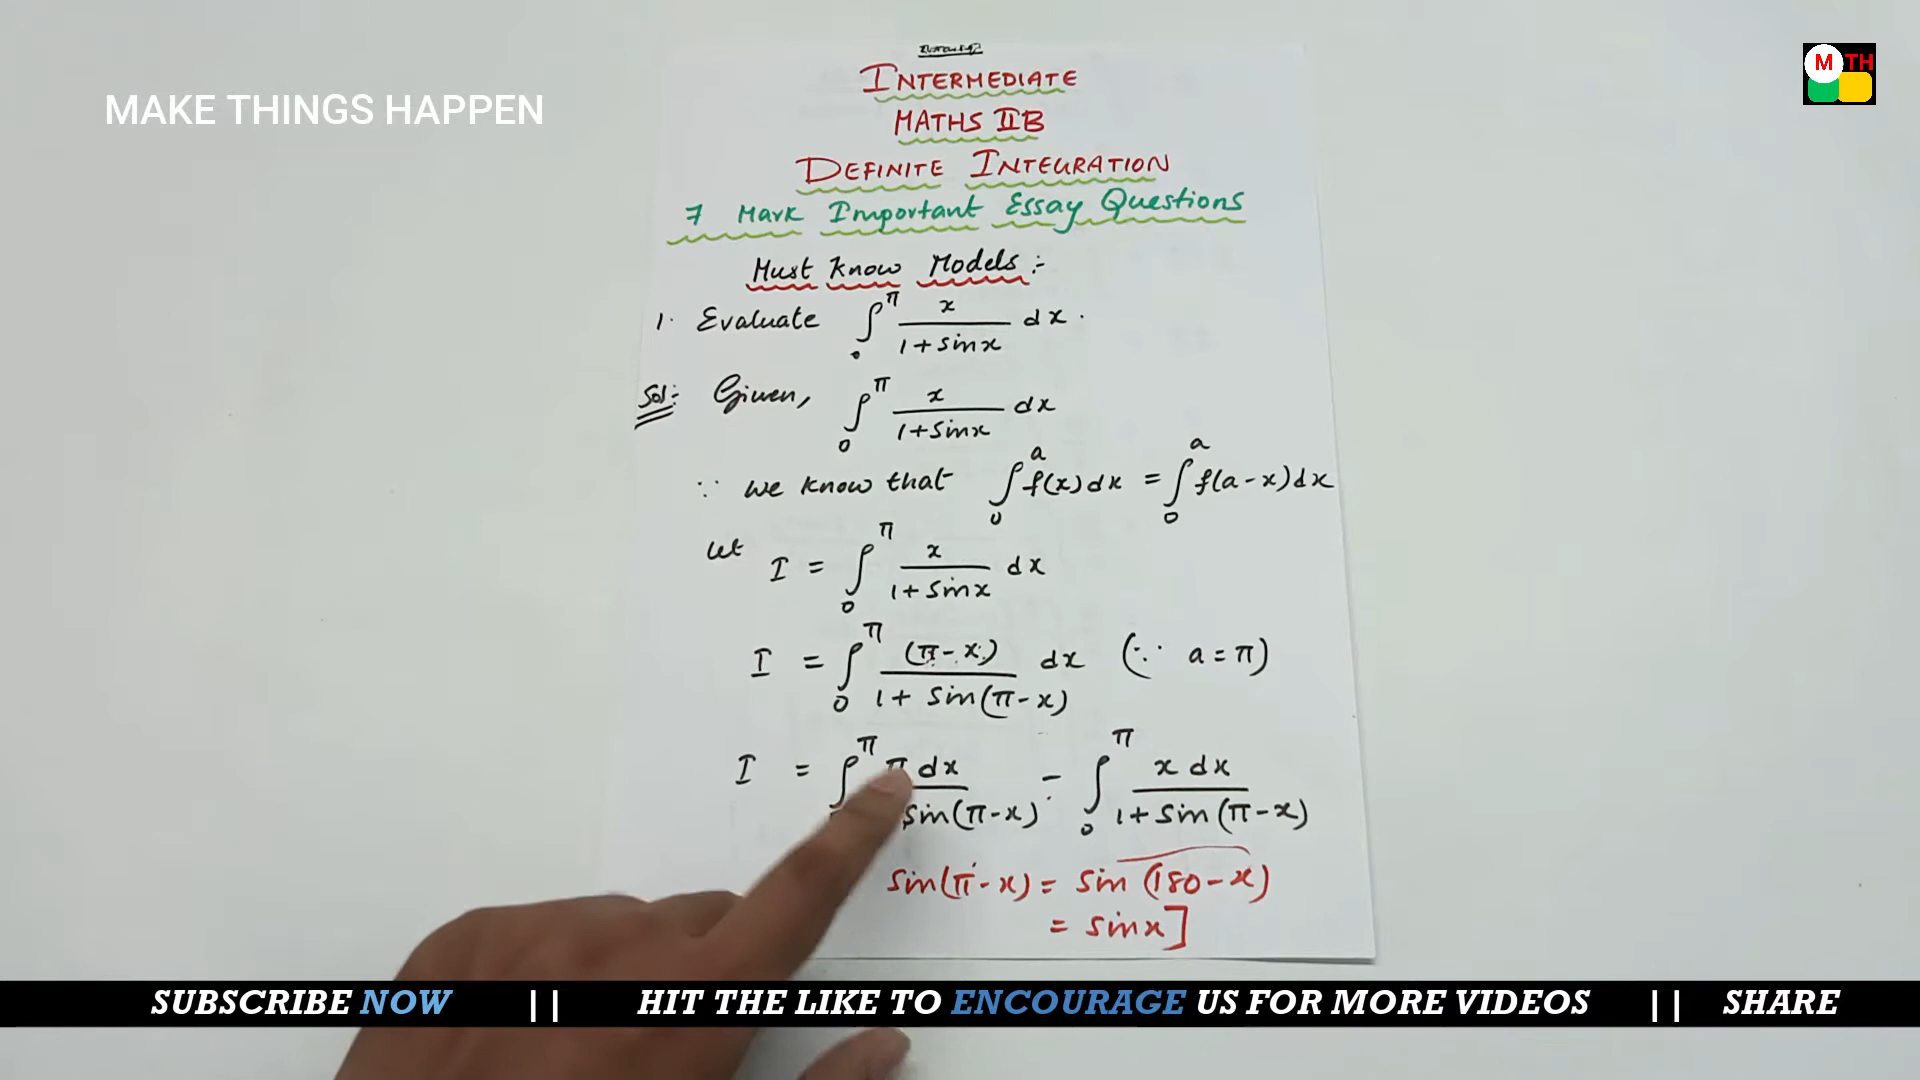 INTERMEDIATE
MATHS IIB
DEFINITE INTEGRATION
7 Mark Important Essay Questions
Must Know Models :-
1. Evaluate ∫₀^π x/(1+sinx) dx.
Sol:- Given, ∫₀^π x/(1+sinx) dx
∵ we know that ∫₀^a f(x)dx = ∫₀^a f(a-x)dx
let I = ∫₀^π x/(1+sinx) dx
I = ∫₀^π (π-x)/(1+sin(π-x)) dx (∵ a=π)
I = ∫^π π dx/sin(π-x) - ∫₀^π x dx/(1+sin(π-x))
sin(π-x) = sin(180-x)
= sinx]
MAKE THINGS HAPPEN
MTH
SUBSCRIBE NOW || HIT THE LIKE TO ENCOURAGE US FOR MORE VIDEOS || SHARE